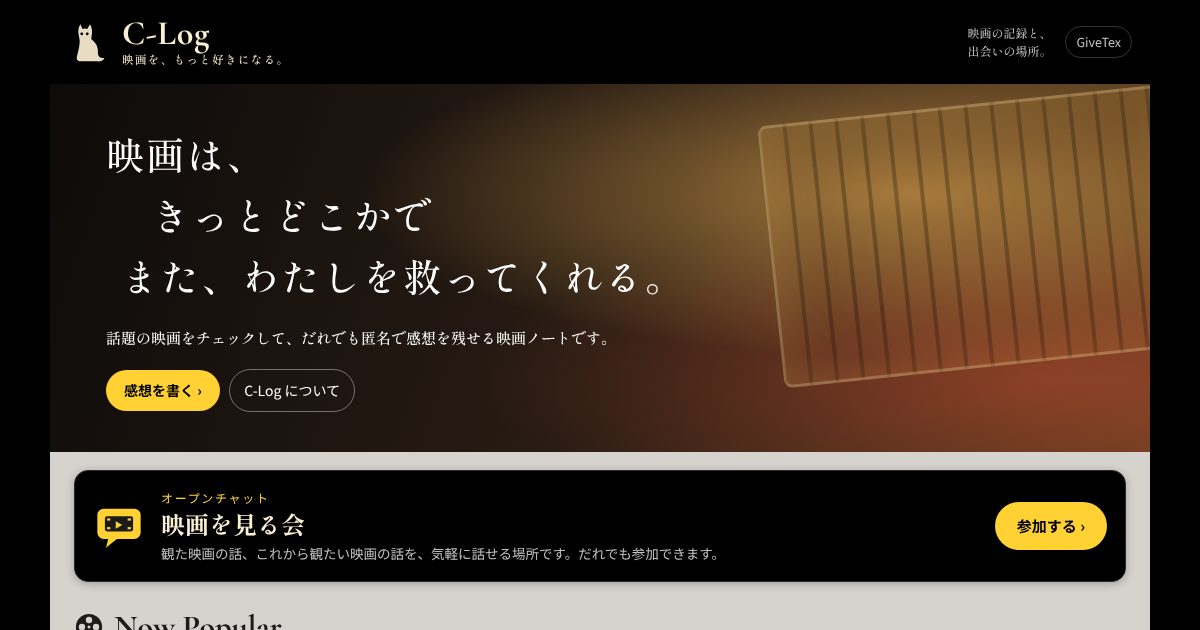 C-Log
映画を、もっと好きになる。
映画の記録と、
出会いの場所。
GiveTex
映画は、
きっとどこかで
また、わたしを救ってくれる。
話題の映画をチェックして、だれでも匿名で感想を残せる映画ノートです。
感想を書く ›
C-Log について
オープンチャット
映画を見る会
観た映画の話、これから観たい映画の話を、気軽に話せる場所です。だれでも参加できます。
参加する ›
Now Popular